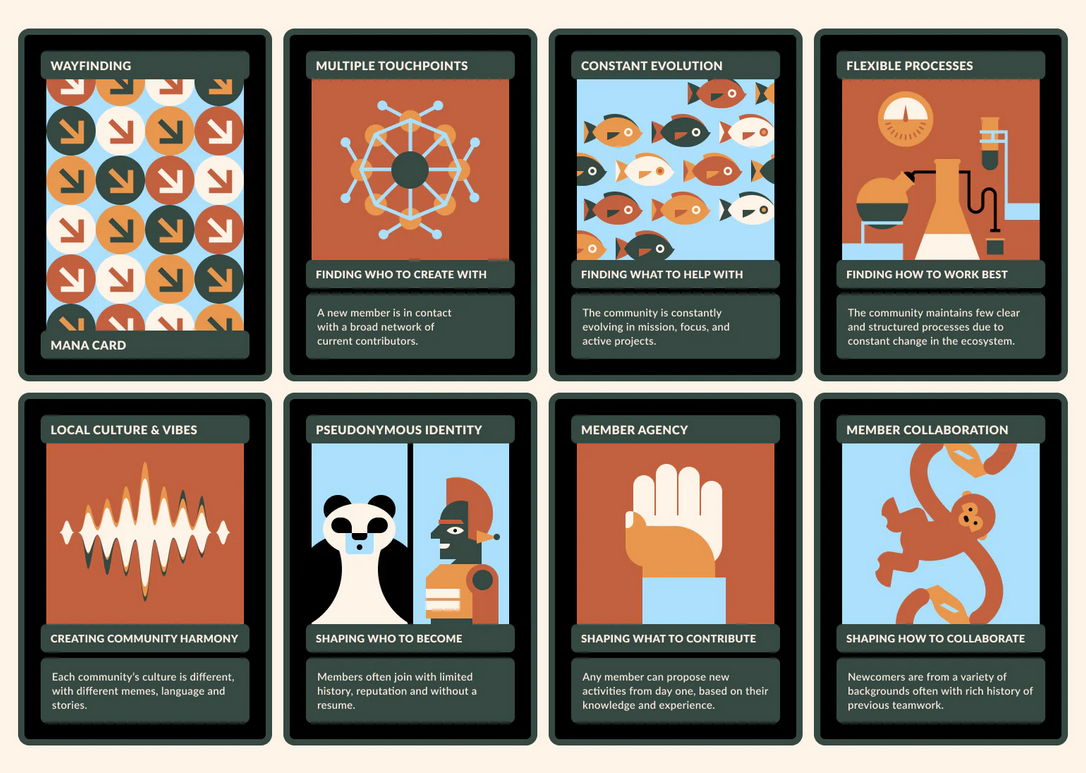 WAYFINDING
MANA CARD
MULTIPLE TOUCHPOINTS
FINDING WHO TO CREATE WITH
A new member is in contact
with a broad network of
current contributors.
CONSTANT EVOLUTION
FINDING WHAT TO HELP WITH
The community is constantly
evolving in mission, focus, and
active projects.
FLEXIBLE PROCESSES
FINDING HOW TO WORK BEST
The community maintains few clear
and structured processes due to
constant change in the ecosystem.
LOCAL CULTURE & VIBES
CREATING COMMUNITY HARMONY
Each community's culture is different,
with different memes, language and
stories.
PSEUDONYMOUS IDENTITY
SHAPING WHO TO BECOME
Members often join with limited
history, reputation and without a
resume.
MEMBER AGENCY
SHAPING WHAT TO CONTRIBUTE
Any member can propose new
activities from day one, based on their
knowledge and experience.
MEMBER COLLABORATION
SHAPING HOW TO COLLABORATE
Newcomers are from a variety of
backgrounds often with rich history of
previous teamwork.